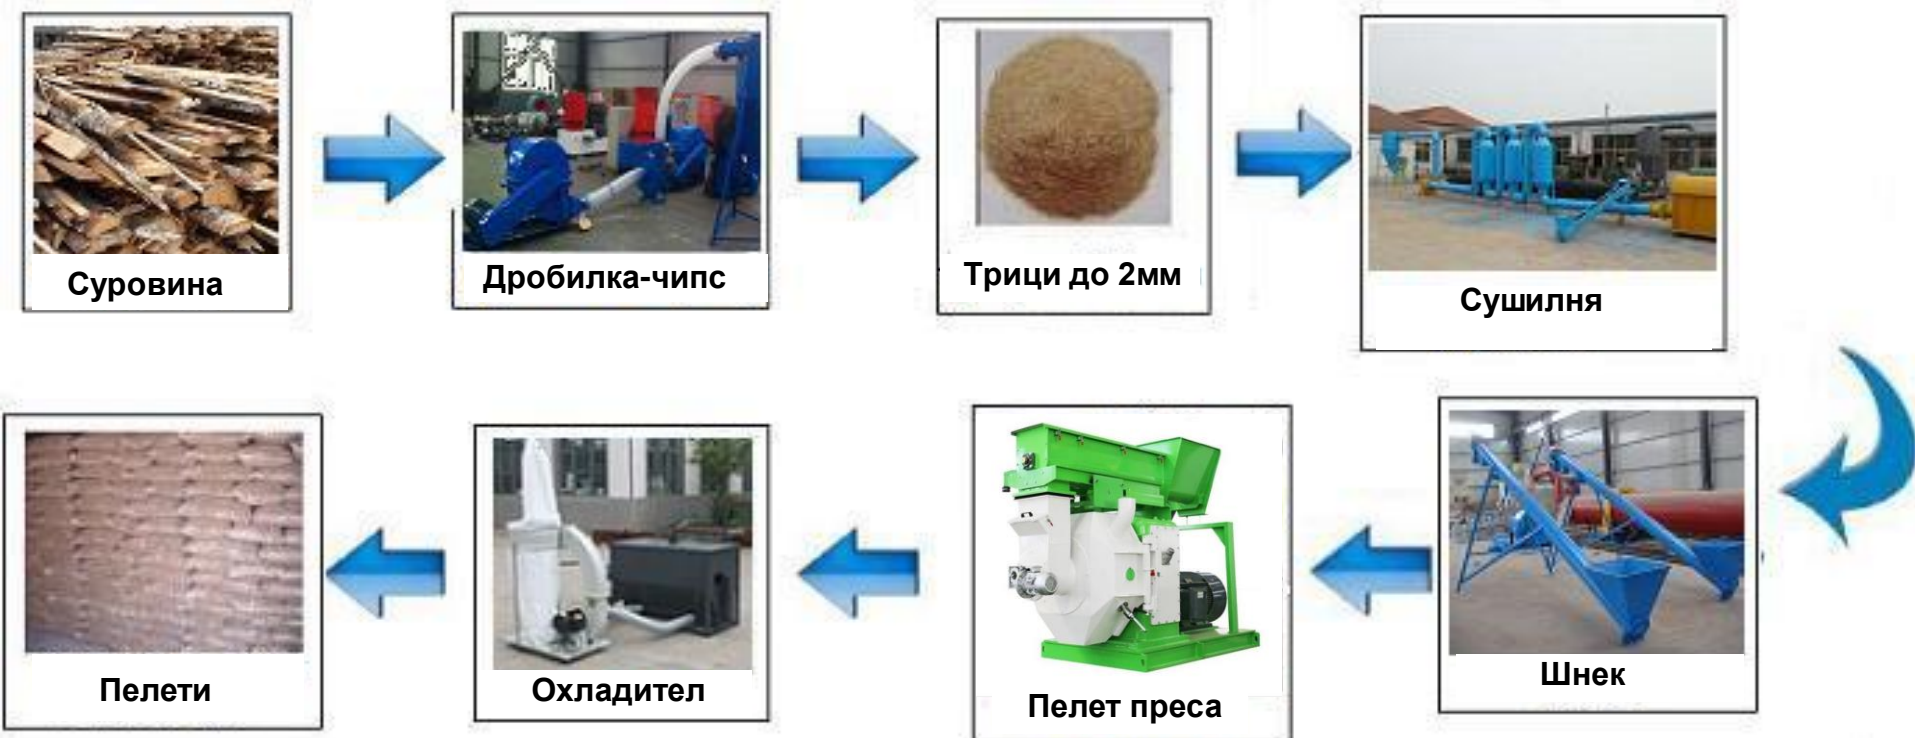 Суровина
Дробилка-чипс
Трици до 2мм
Сушилня
Шнек
Пелет преса
Охладител
Пелети